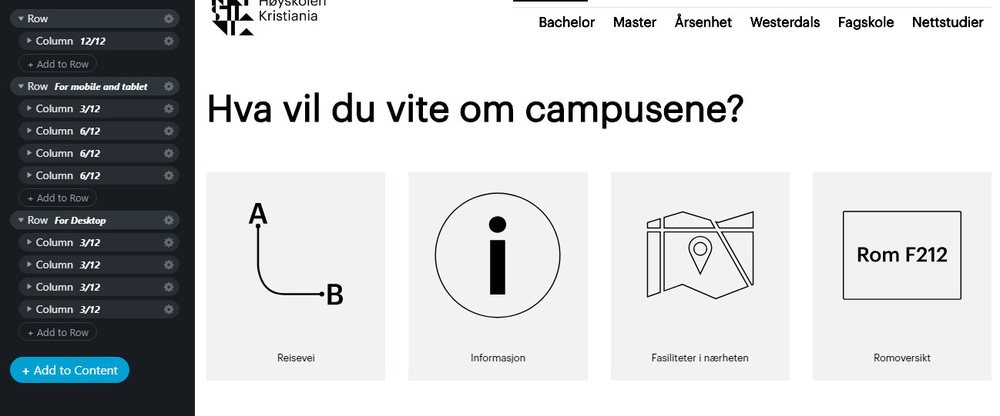 Row
Column 12/12
+ Add to Row
Row For mobile and tablet
Column 3/12
Column 6/12
Column 6/12
Column 6/12
+ Add to Row
Row For Desktop
Column 3/12
Column 3/12
Column 3/12
Column 3/12
+ Add to Row
+ Add to Content
Høyskolen
Kristiania
Bachelor Master Årsenhet Westerdals Fagskole Nettstudier
Hva vil du vite om campusene?
A
B
i
Rom F212
Reisevei
Informasjon
Fasiliteter i nærheten
Romoversikt